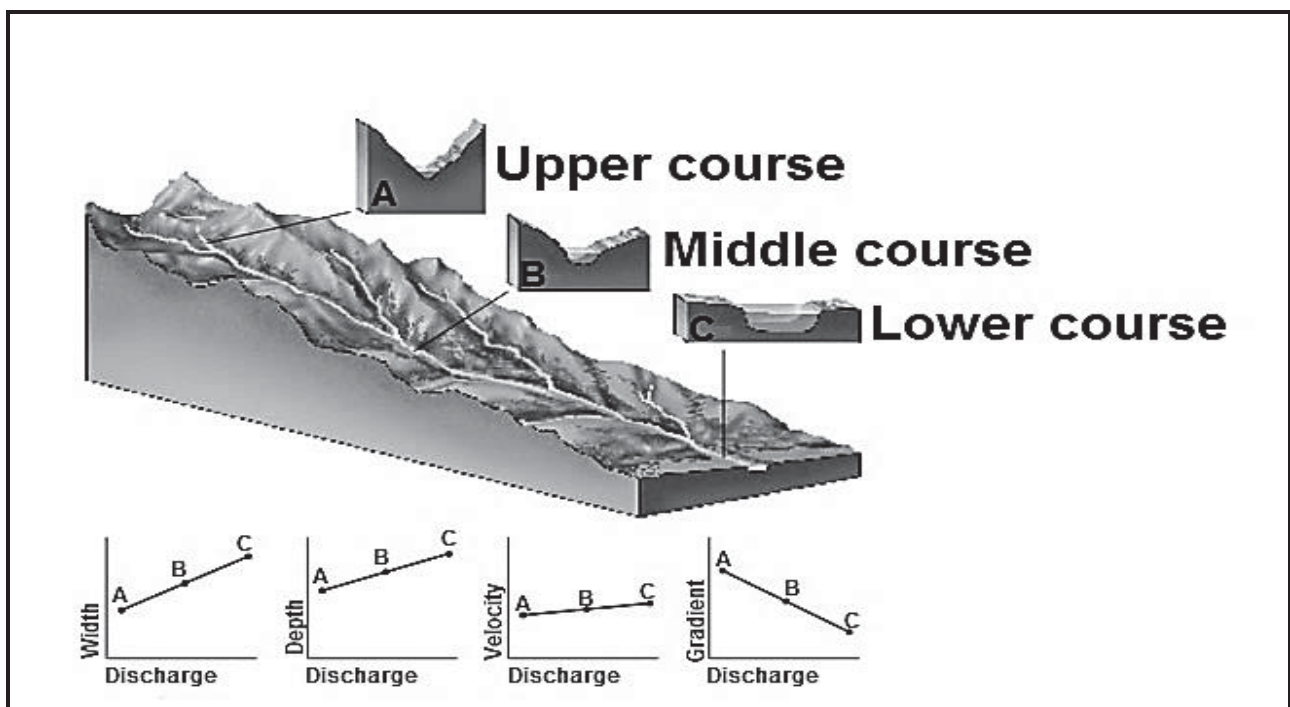 A Upper course
B Middle course
C Lower course
Width
A
B
C
Discharge
Depth
A
B
C
Discharge
Velocity
A
B
C
Discharge
Gradient
A
B
C
Discharge